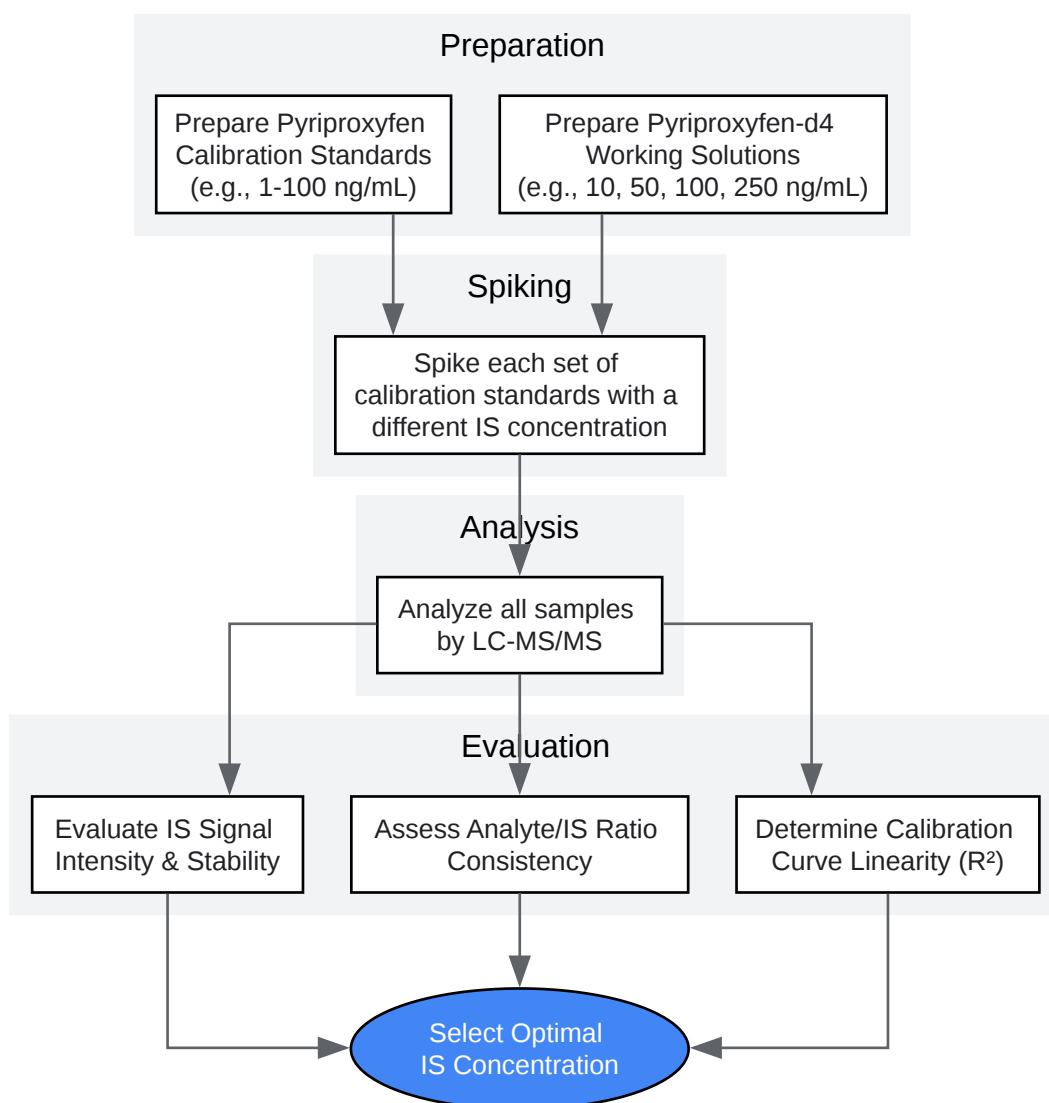 Preparation
Prepare Pyriproxyfen
Calibration Standards
(e.g., 1-100 ng/mL)
Prepare Pyriproxyfen-d4
Working Solutions
(e.g., 10, 50, 100, 250 ng/mL)
Spiking
Spike each set of
calibration standards with a
different IS concentration
Analysis
Analyze all samples
by LC-MS/MS
Evaluation
Evaluate IS Signal
Intensity & Stability
Assess Analyte/IS Ratio
Consistency
Determine Calibration
Curve Linearity (R²)
Select Optimal
IS Concentration